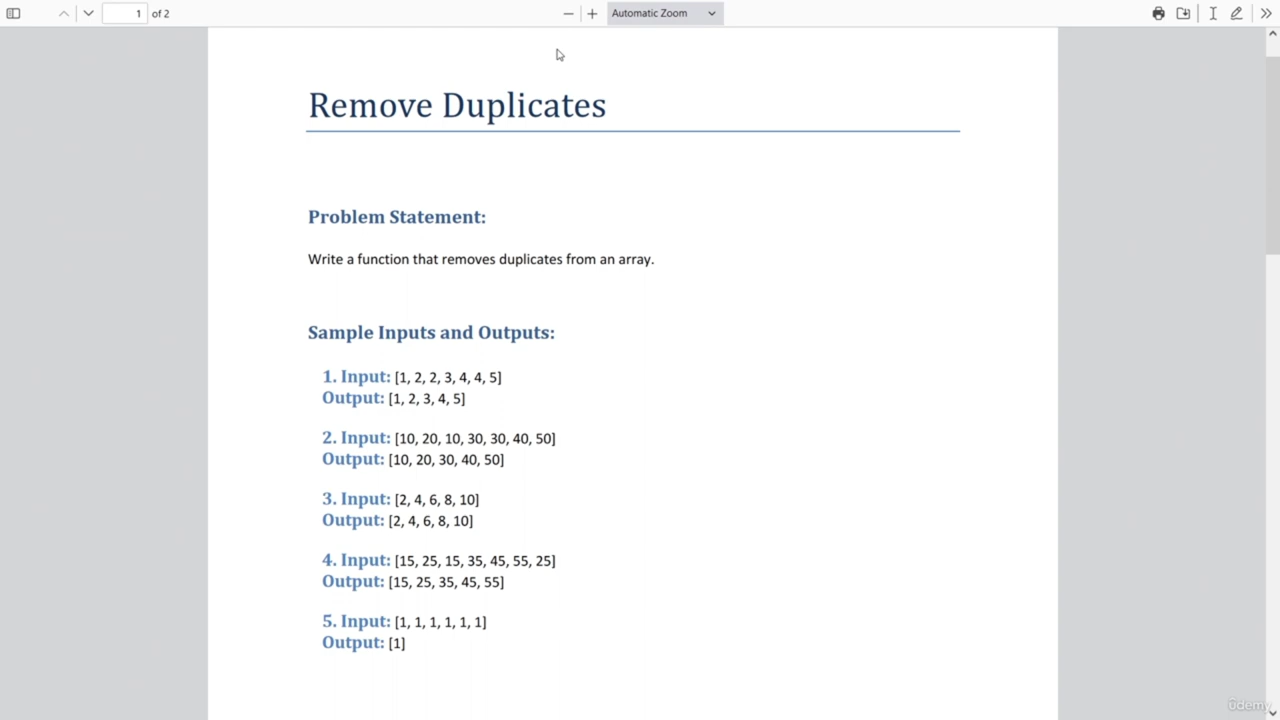 1 of 2 Automatic Zoom
Remove Duplicates
Problem Statement:
Write a function that removes duplicates from an array.
Sample Inputs and Outputs:
1. Input: [1, 2, 2, 3, 4, 4, 5]
Output: [1, 2, 3, 4, 5]
2. Input: [10, 20, 10, 30, 30, 40, 50]
Output: [10, 20, 30, 40, 50]
3. Input: [2, 4, 6, 8, 10]
Output: [2, 4, 6, 8, 10]
4. Input: [15, 25, 15, 35, 45, 55, 25]
Output: [15, 25, 35, 45, 55]
5. Input: [1, 1, 1, 1, 1, 1]
Output: [1]
ûdemy